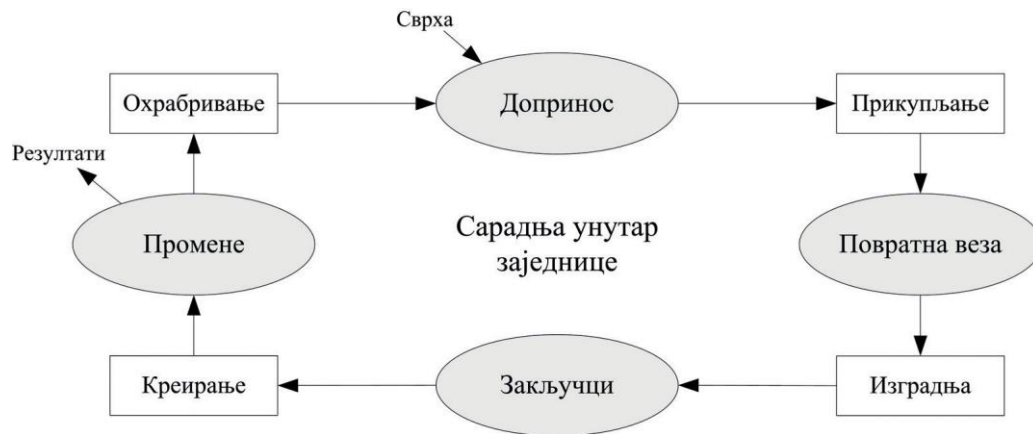 Сврха
Охрабривање
Допринос
Прикупљање
Резултати
Промене
Сарадња унутар
заједнице
Повратна веза
Креирање
Закључци
Изградња